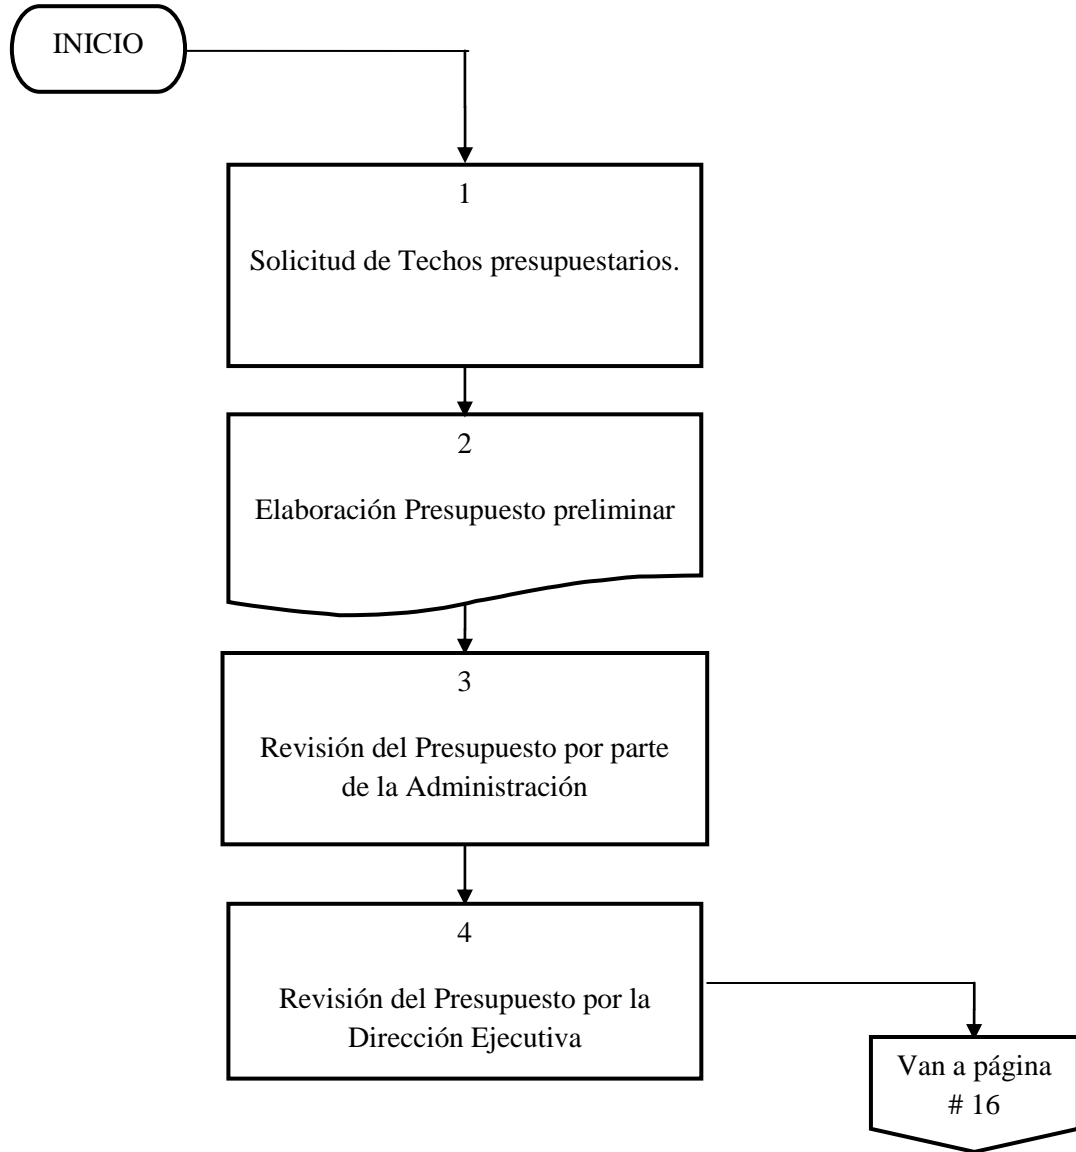 INICIO
1
Solicitud de Techos presupuestarios.
2
Elaboración Presupuesto preliminar
3
Revisión del Presupuesto por parte
de la Administración
4
Revisión del Presupuesto por la
Dirección Ejecutiva
Van a página
# 16